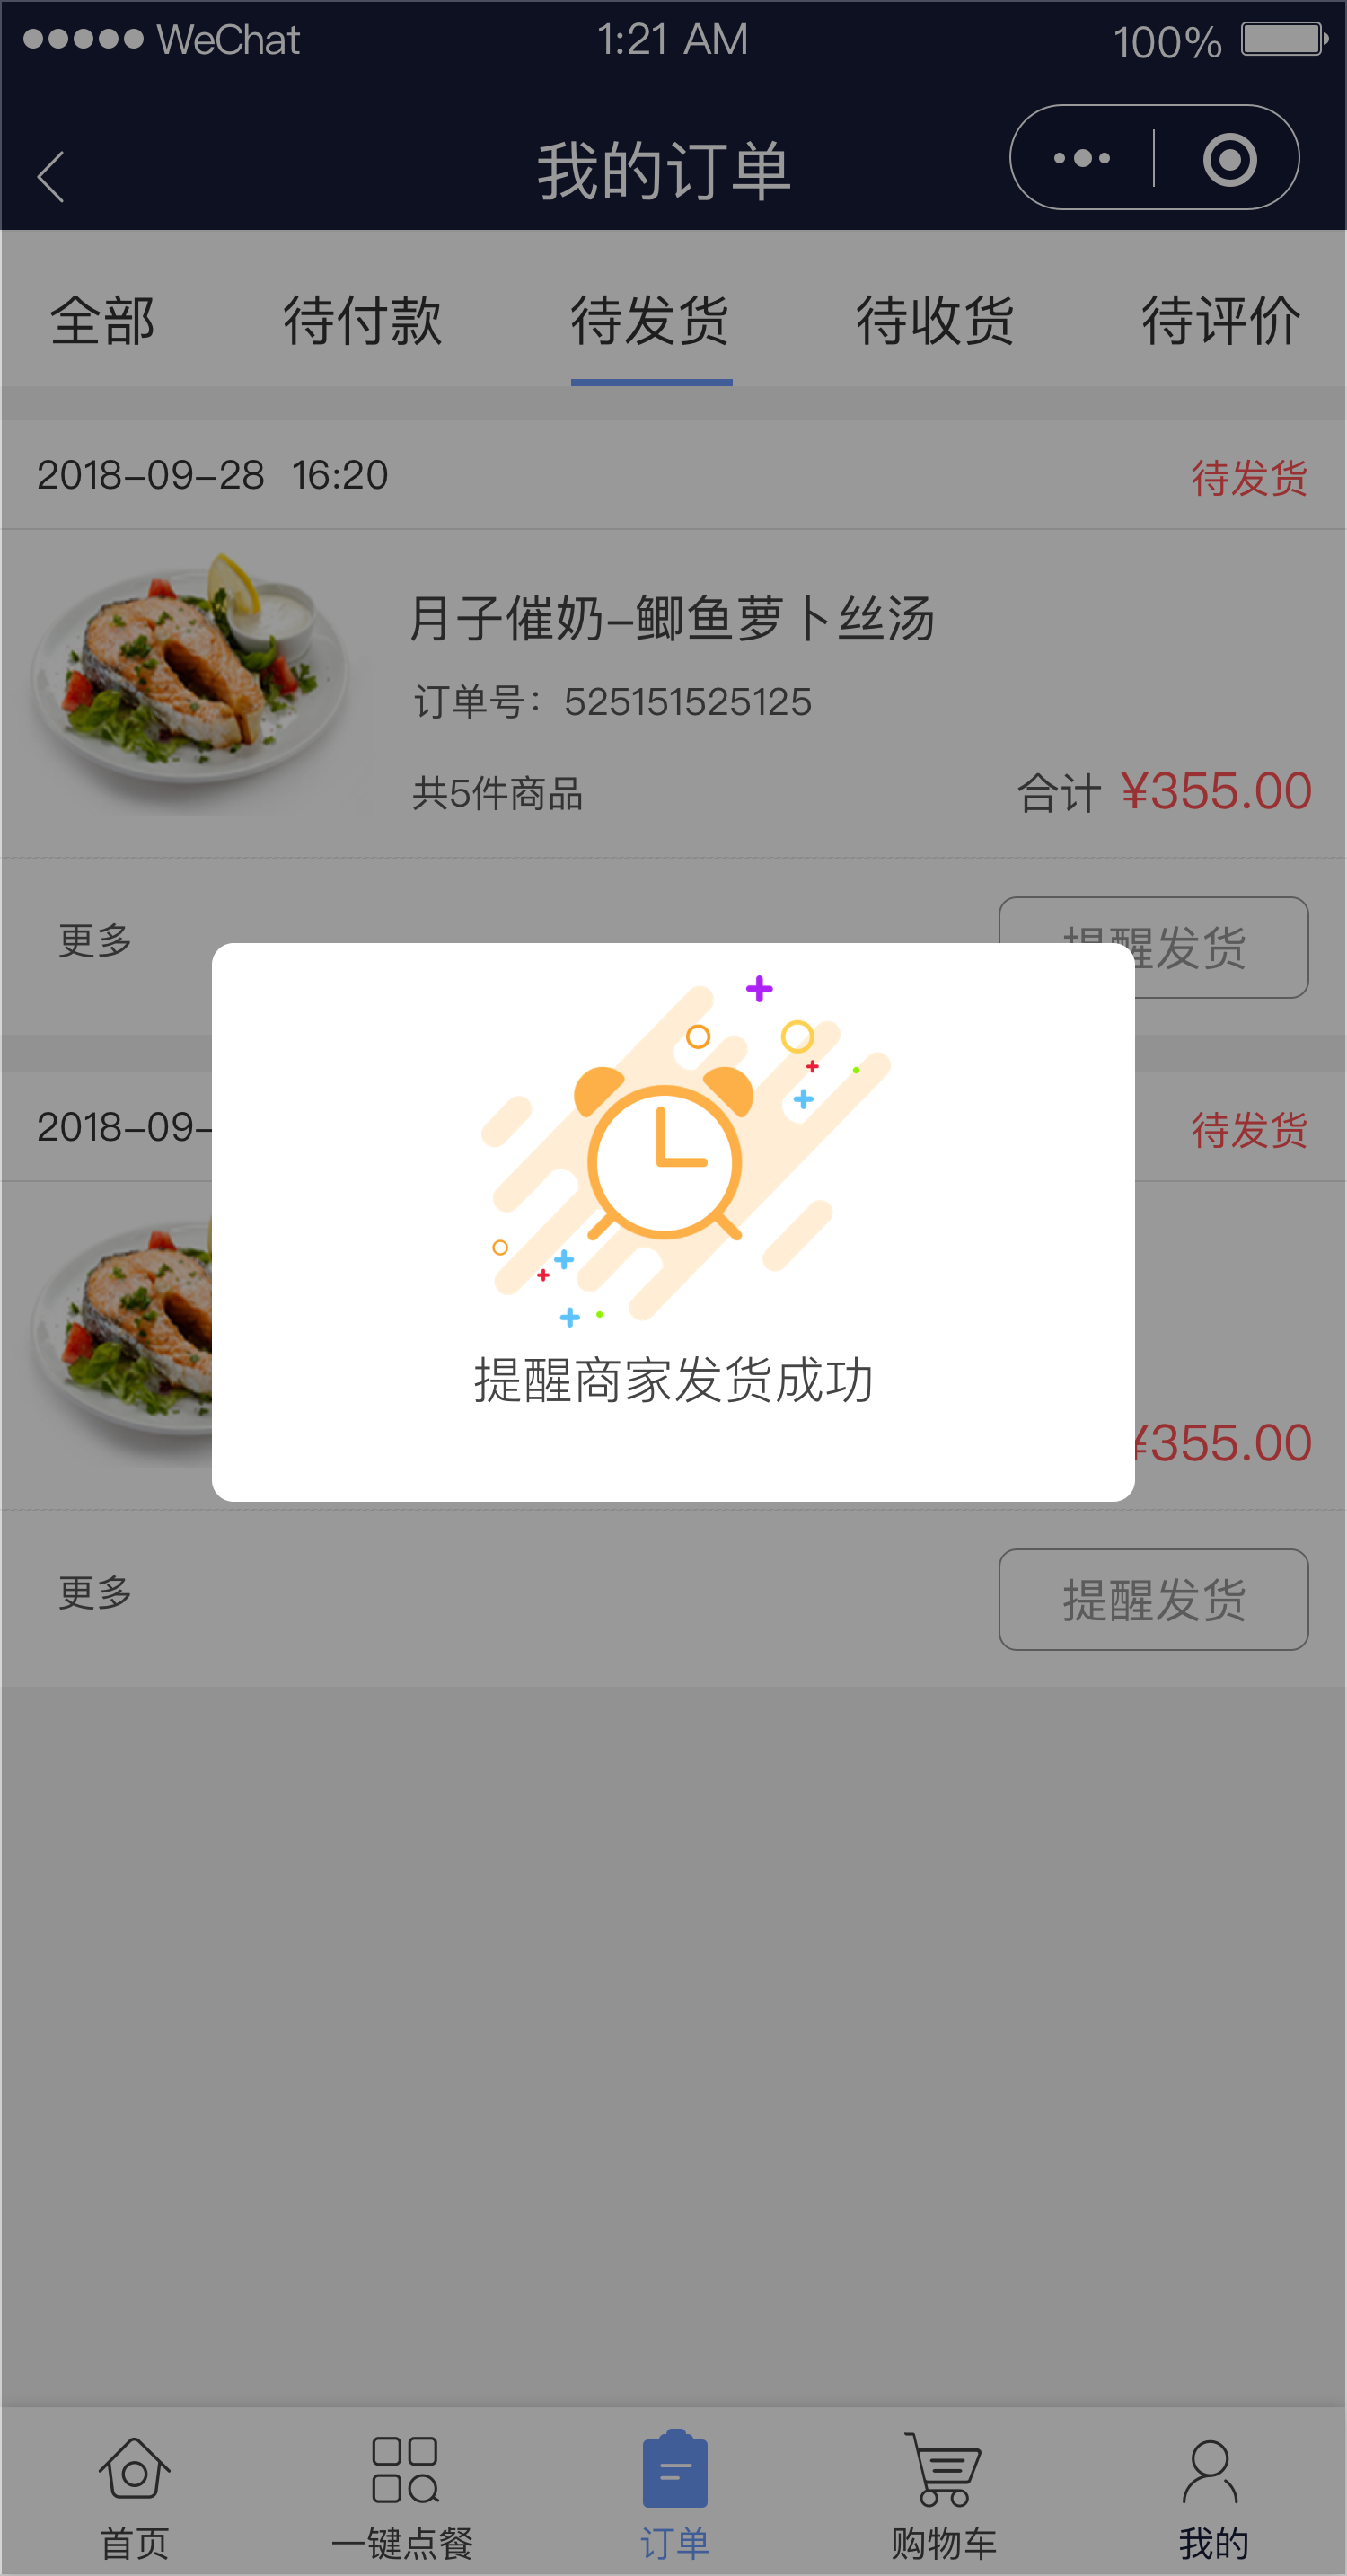 WeChat 1:21 AM 100%
我的订单
全部 待付款 待发货 待收货 待评价
2018-09-28 16:20 待发货
月子催奶-鲫鱼萝卜丝汤
订单号：525151525125
共5件商品 合计 ¥355.00
更多 提醒发货
2018-09- 待发货
提醒商家发货成功
¥355.00
更多 提醒发货
首页 一键点餐 订单 购物车 我的